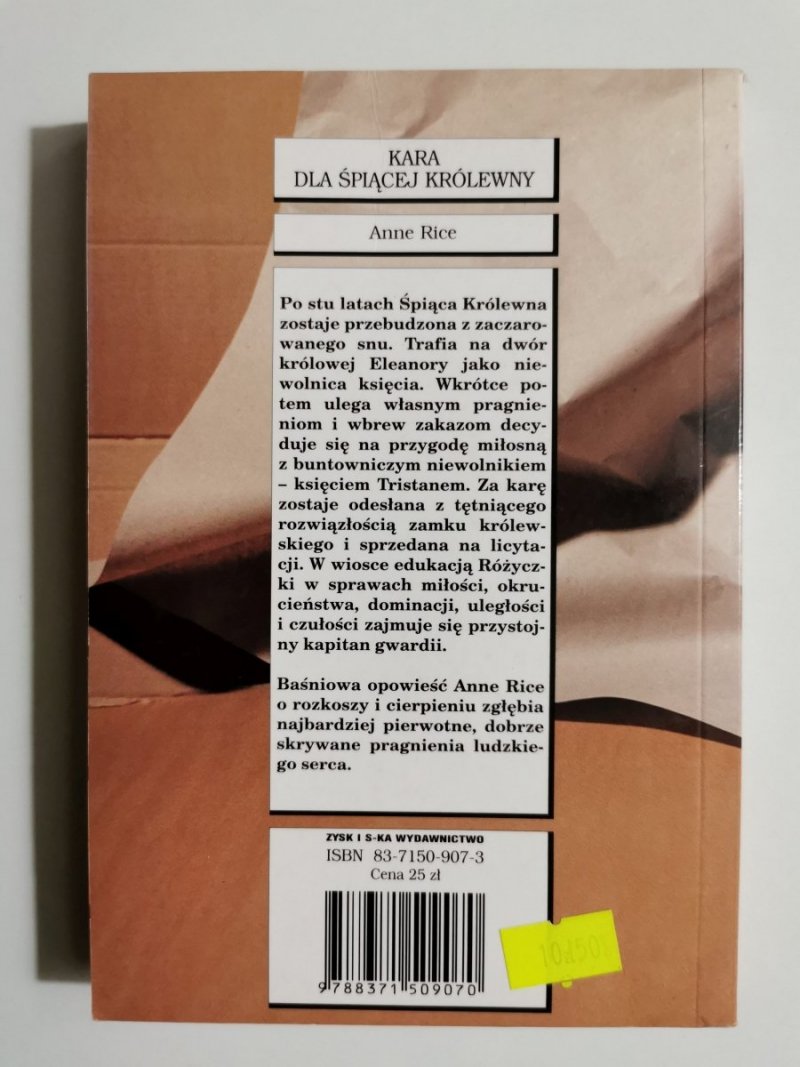 KARA
DLA ŚPIĄCEJ KRÓLEWNY
Anne Rice
Po stu latach Śpiąca Królewna
zostaje przebudzona z zaczaro-
wanego snu. Trafia na dwór
królowej Eleanory jako nie-
wolnica księcia. Wkrótce po-
tem ulega własnym pragnie-
niom i wbrew zakazom decy-
duje się na przygodę miłosną
z buntowniczym niewolnikiem
– księciem Tristanem. Za karę
zostaje odesłana z tętniącego
rozwiązłością zamku królew-
skiego i sprzedana na licyta-
cji. W wiosce edukacją Różycz-
ki w sprawach miłości, okru-
cieństwa, dominacji, uległości
i czułości zajmuje się przystoj-
ny kapitan gwardii.
Baśniowa opowieść Anne Rice
o rozkoszy i cierpieniu zgłębia
najbardziej pierwotne, dobrze
skrywane pragnienia ludzkie-
go serca.
ZYSK I S-KA WYDAWNICTWO
ISBN 83-7150-907-3
Cena 25 zł
9 788371 509070